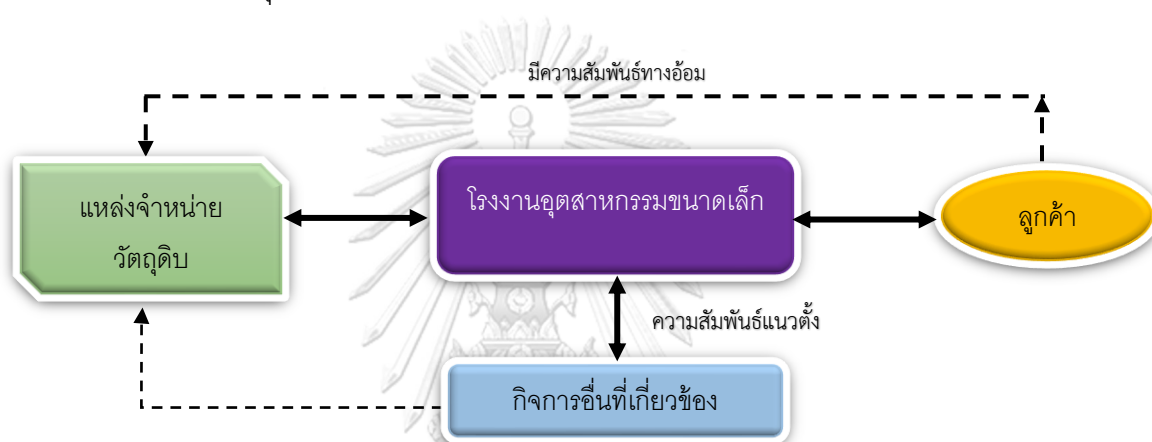 มีความสัมพันธ์ทางอ้อม
แหล่งจำหน่าย
วัตถุดิบ
โรงงานอุตสาหกรรมขนาดเล็ก
ลูกค้า
ความสัมพันธ์แนวตั้ง
กิจการอื่นที่เกี่ยวข้อง